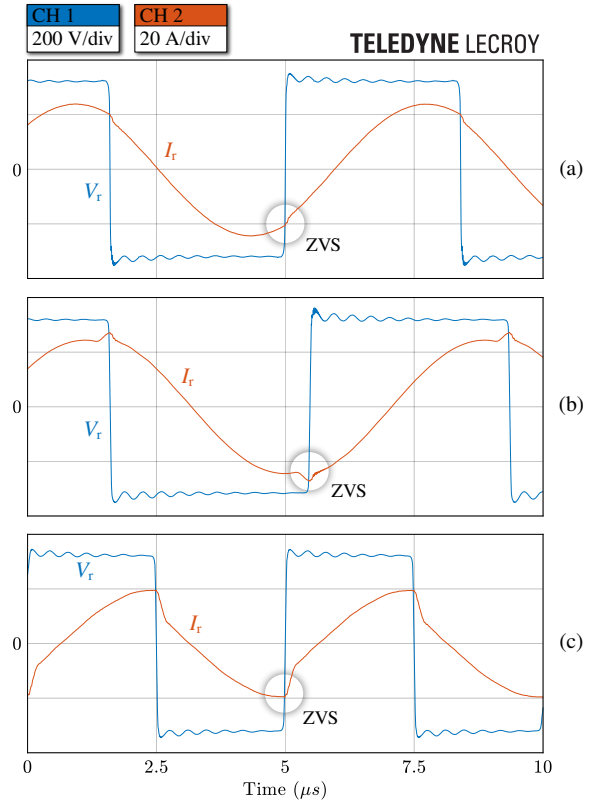 CH 1 CH 2
200 V/div 20 A/div TELEDYNE LECROY
Ir
0 (a)
Vr
ZVS
Ir
0 (b)
Vr
ZVS
Vr
Ir
0 (c)
ZVS
0 2.5 5 7.5 10
Time (μs)